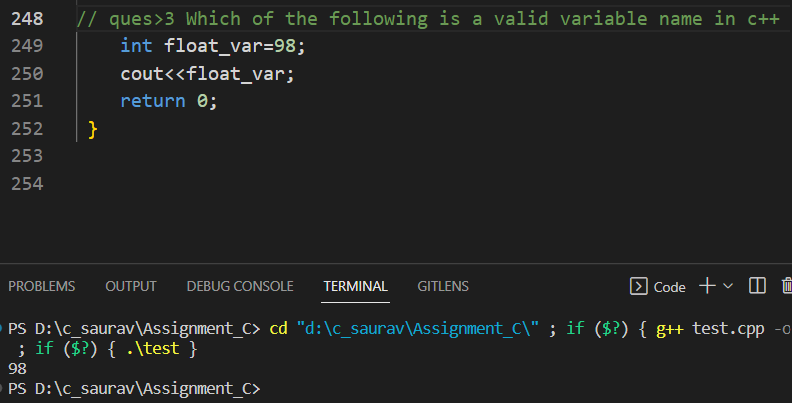 248 // ques>3 Which of the following is a valid variable name in c++
249 int float_var=98;
250 cout<<float_var;
251 return 0;
252 }
253
254
PROBLEMS OUTPUT DEBUG CONSOLE TERMINAL GITLENS Code
PS D:\c_saurav\Assignment_C> cd "d:\c_saurav\Assignment_C\" ; if ($?) { g++ test.cpp -o
; if ($?) { .\test }
98
PS D:\c_saurav\Assignment_C>